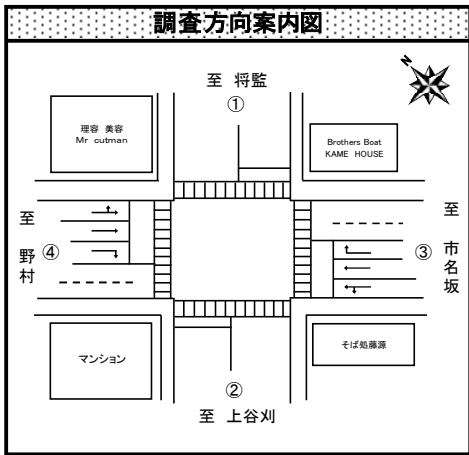 調査方向案内図
至 将監
①
N
理容 美容
Mr cutman
Brothers Boat
KAME HOUSE
至 野村
④
③
至 市名坂
マンション
そば処藤源
②
至 上谷刈